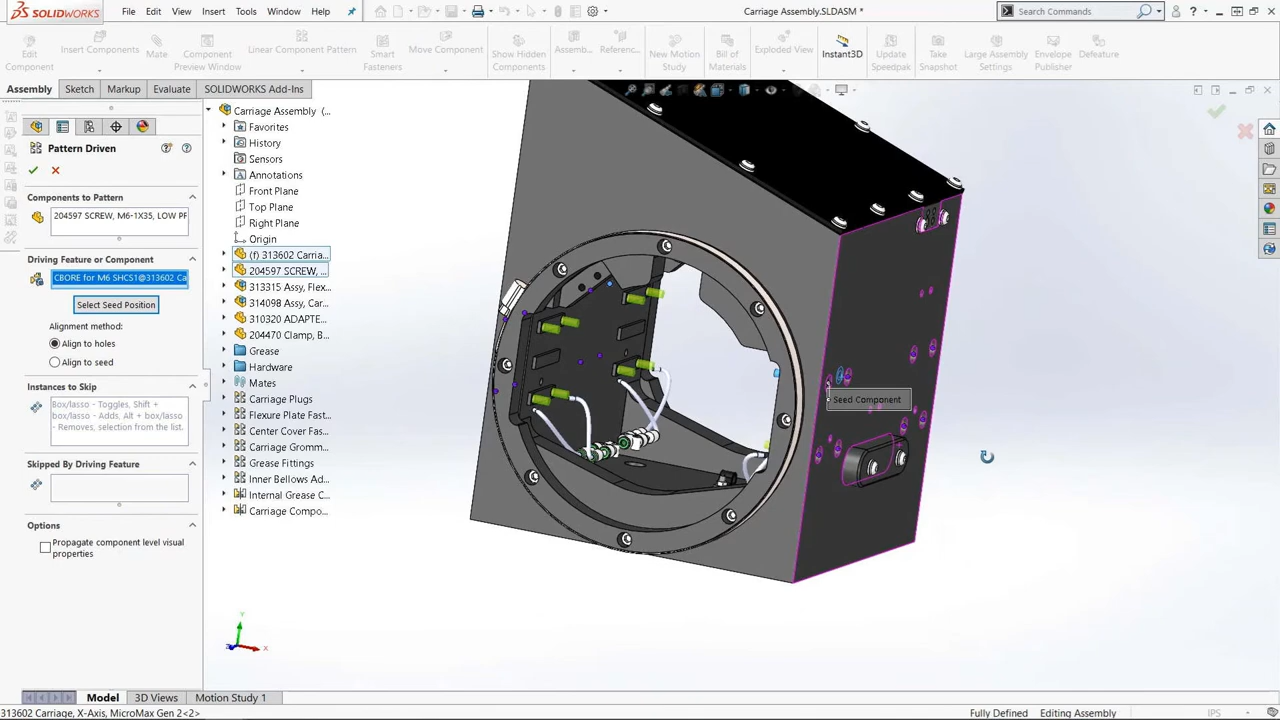 SOLIDWORKS
File Edit View Insert Tools Window Help
Carriage Assembly.SLDASM *
Search Commands
Edit Component
Insert Components
Mate
Component Preview Window
Linear Component Pattern
Smart Fasteners
Move Component
Show Hidden Components
Assemb...
Referenc...
New Motion Study
Bill of Materials
Exploded View
Instant3D
Update Speedpak
Take Snapshot
Large Assembly Settings
Envelope Publisher
Defeature
Assembly Sketch Markup Evaluate SOLIDWORKS Add-Ins
Pattern Driven
Components to Pattern
204597 SCREW, M6-1X35, LOW PF
Driving Feature or Component
CBORE for M6 SHCS1@313602 Ca
Select Seed Position
Alignment method:
Align to holes
Align to seed
Instances to Skip
Box/lasso - Toggles, Shift +
box/lasso - Adds, Alt + box/lasso
- Removes, selection from the list.
Skipped By Driving Feature
Options
Propagate component level visual
properties
Carriage Assembly (...
Favorites
History
Sensors
Annotations
Front Plane
Top Plane
Right Plane
Origin
(f) 313602 Carria...
204597 SCREW, ...
313315 Assy, Flex...
314098 Assy, Car...
310320 ADAPTE...
204470 Clamp, B...
Grease
Hardware
Mates
Carriage Plugs
Flexure Plate Fast...
Center Cover Fas...
Carriage Gromm...
Grease Fittings
Inner Bellows Ad...
Internal Grease C...
Carriage Compo...
Seed Component
Y
X
Z
Model 3D Views Motion Study 1
313602 Carriage, X-Axis, MicroMax Gen 2<2>
Fully Defined Editing Assembly IPS